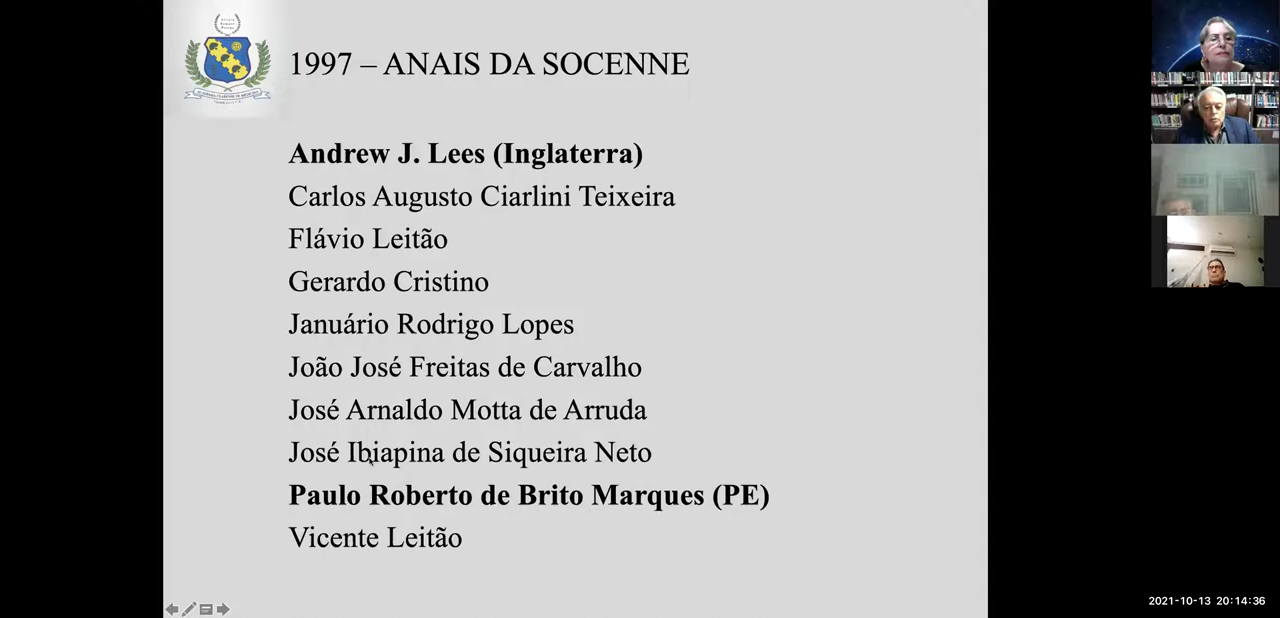 1997 – ANAIS DA SOCENNE
Andrew J. Lees (Inglaterra)
Carlos Augusto Ciarlini Teixeira
Flávio Leitão
Gerardo Cristino
Januário Rodrigo Lopes
João José Freitas de Carvalho
José Arnaldo Motta de Arruda
José Ibiapina de Siqueira Neto
Paulo Roberto de Brito Marques (PE)
Vicente Leitão
2021-10-13 20:14:36